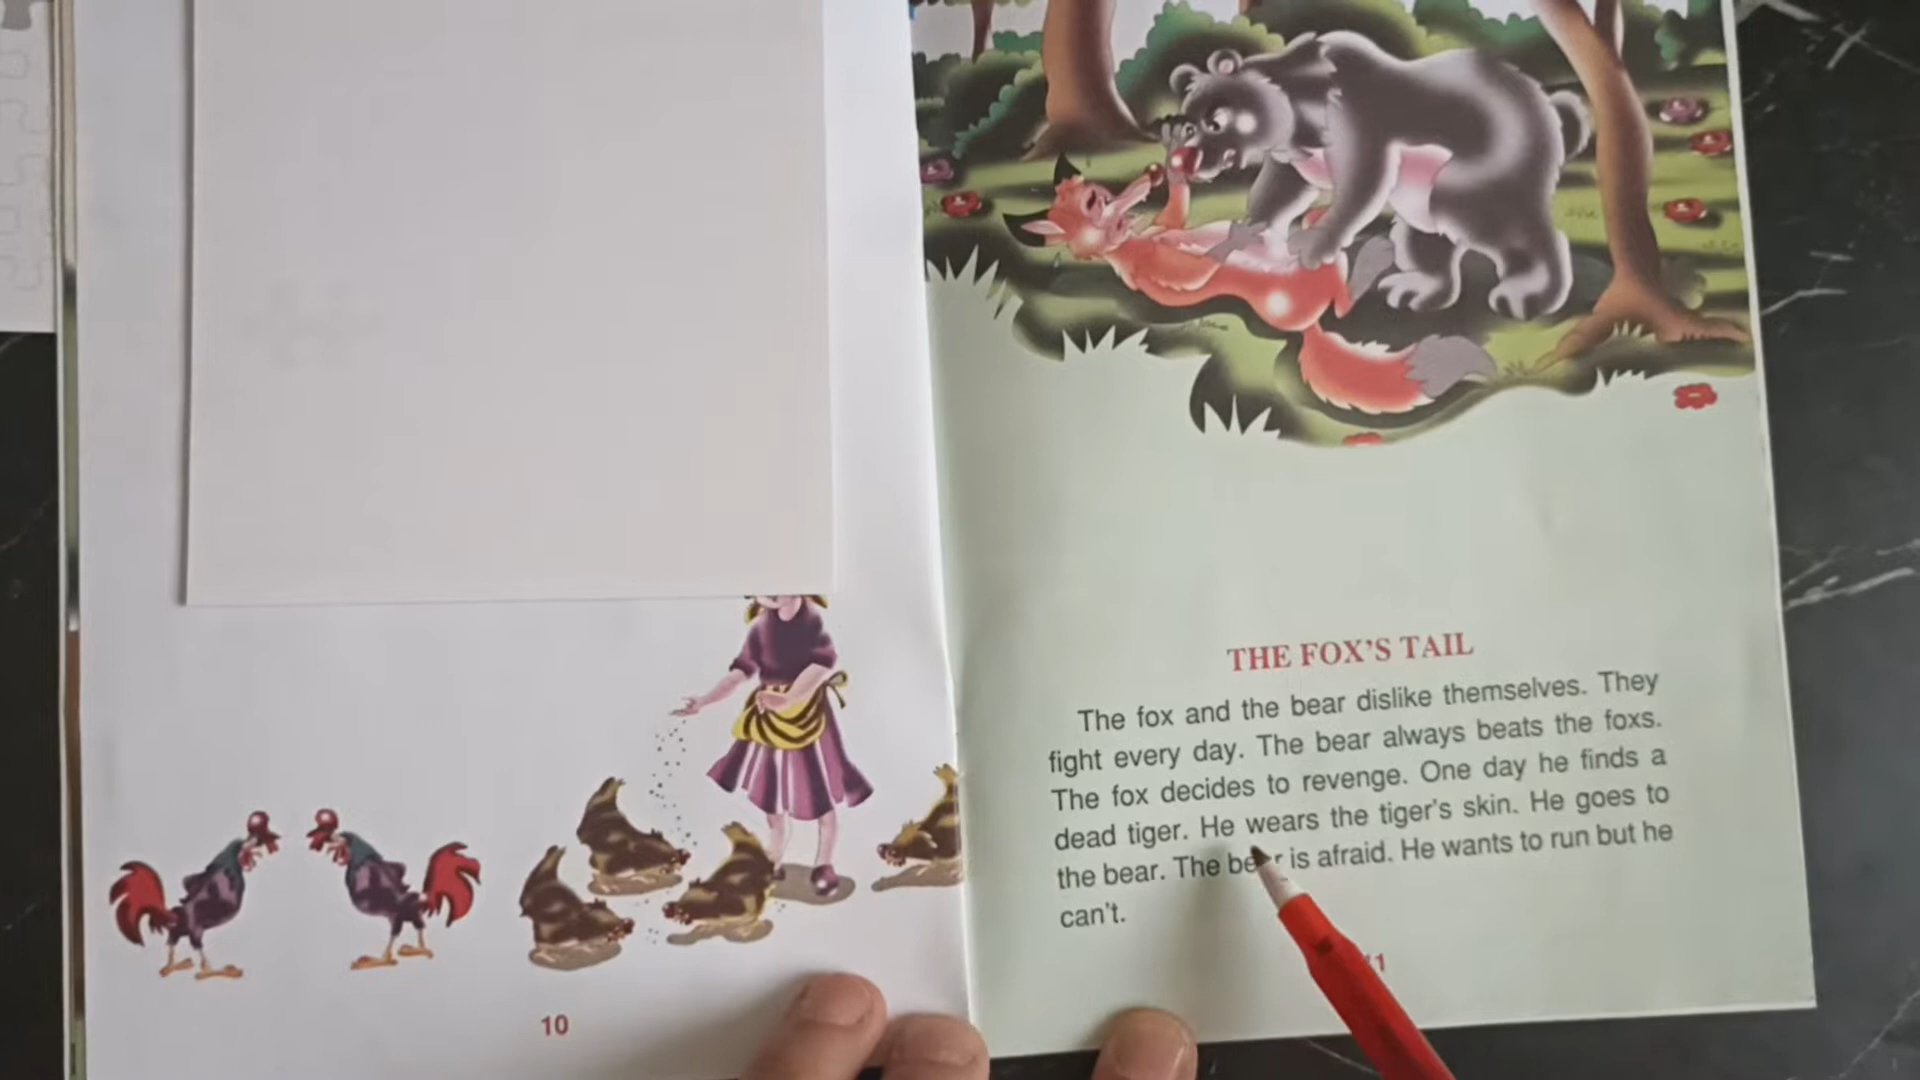 10
THE FOX'S TAIL
The fox and the bear dislike themselves. They
fight every day. The bear always beats the foxs.
The fox decides to revenge. One day he finds a
dead tiger. He wears the tiger's skin. He goes to
the bear. The bear is afraid. He wants to run but he
can't.
11